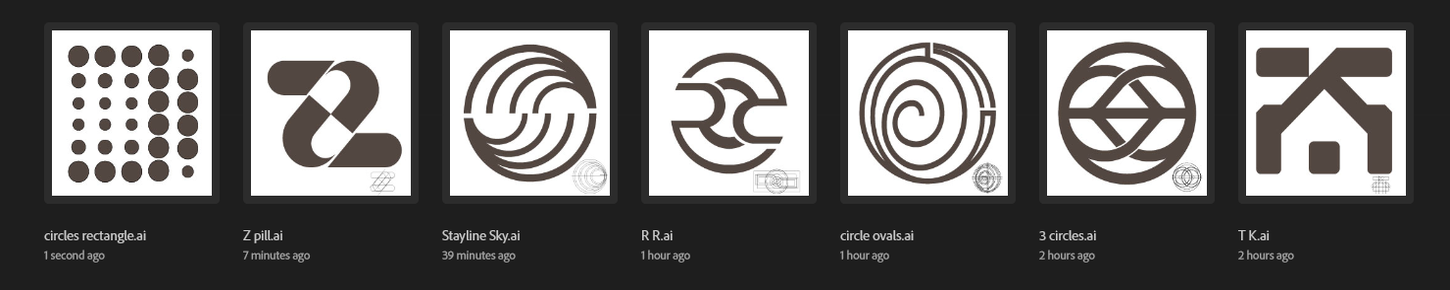 circles rectangle.ai
1 second ago
Z pill.ai
7 minutes ago
Stayline Sky.ai
39 minutes ago
R R.ai
1 hour ago
circle ovals.ai
1 hour ago
3 circles.ai
2 hours ago
T K.ai
2 hours ago